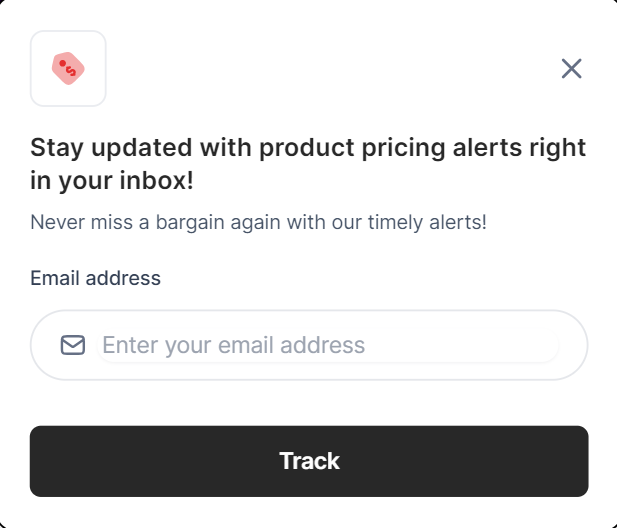 Stay updated with product pricing alerts right
in your inbox!
Never miss a bargain again with our timely alerts!
Email address
Enter your email address
Track